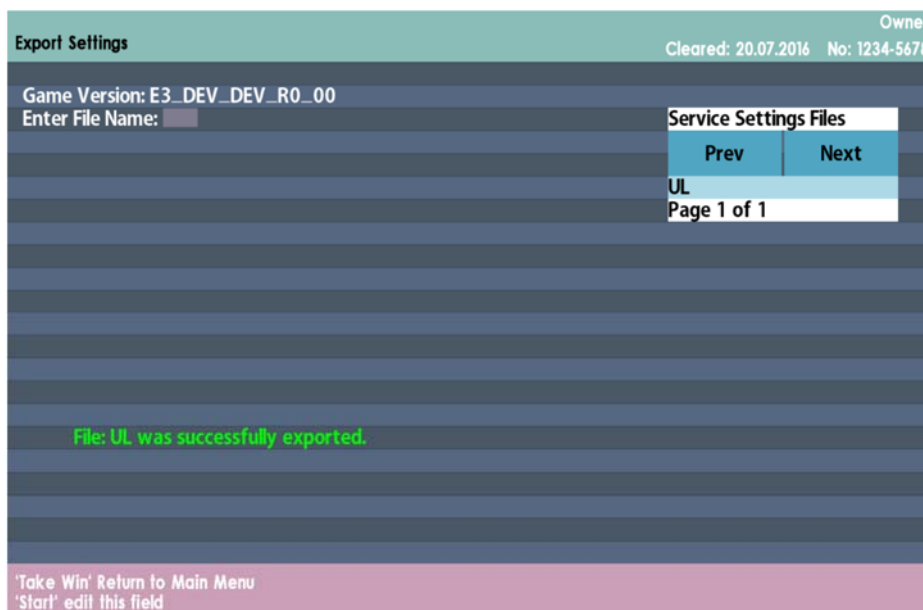 Owne
Export Settings
Cleared: 20.07.2016 No: 1234-5678
Game Version: E3_DEV_DEV_R0_00
Enter File Name:
Service Settings Files
Prev Next
UL
Page 1 of 1
File: UL was successfully exported.
'Take Win' Return to Main Menu
'Start' edit this field